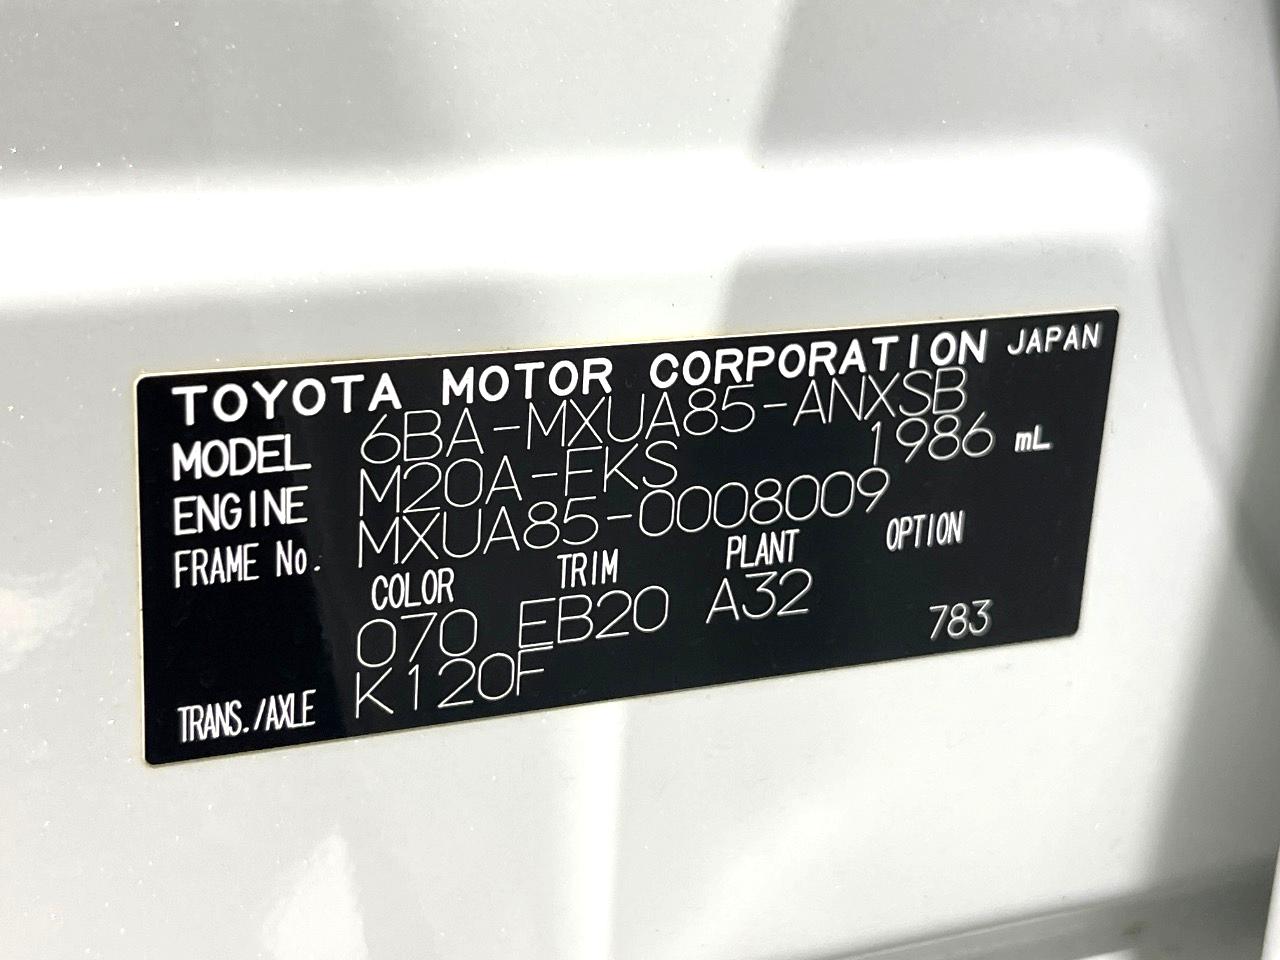 TOYOTA MOTOR CORPORATION JAPAN
MODEL 6BA-MXUA85-ANXSB
ENGINE M20A-FKS 1986 mL
FRAME No. MXUA85-0008009
COLOR TRIM PLANT OPTION
070 EB20 A32 783
TRANS./AXLE K120F